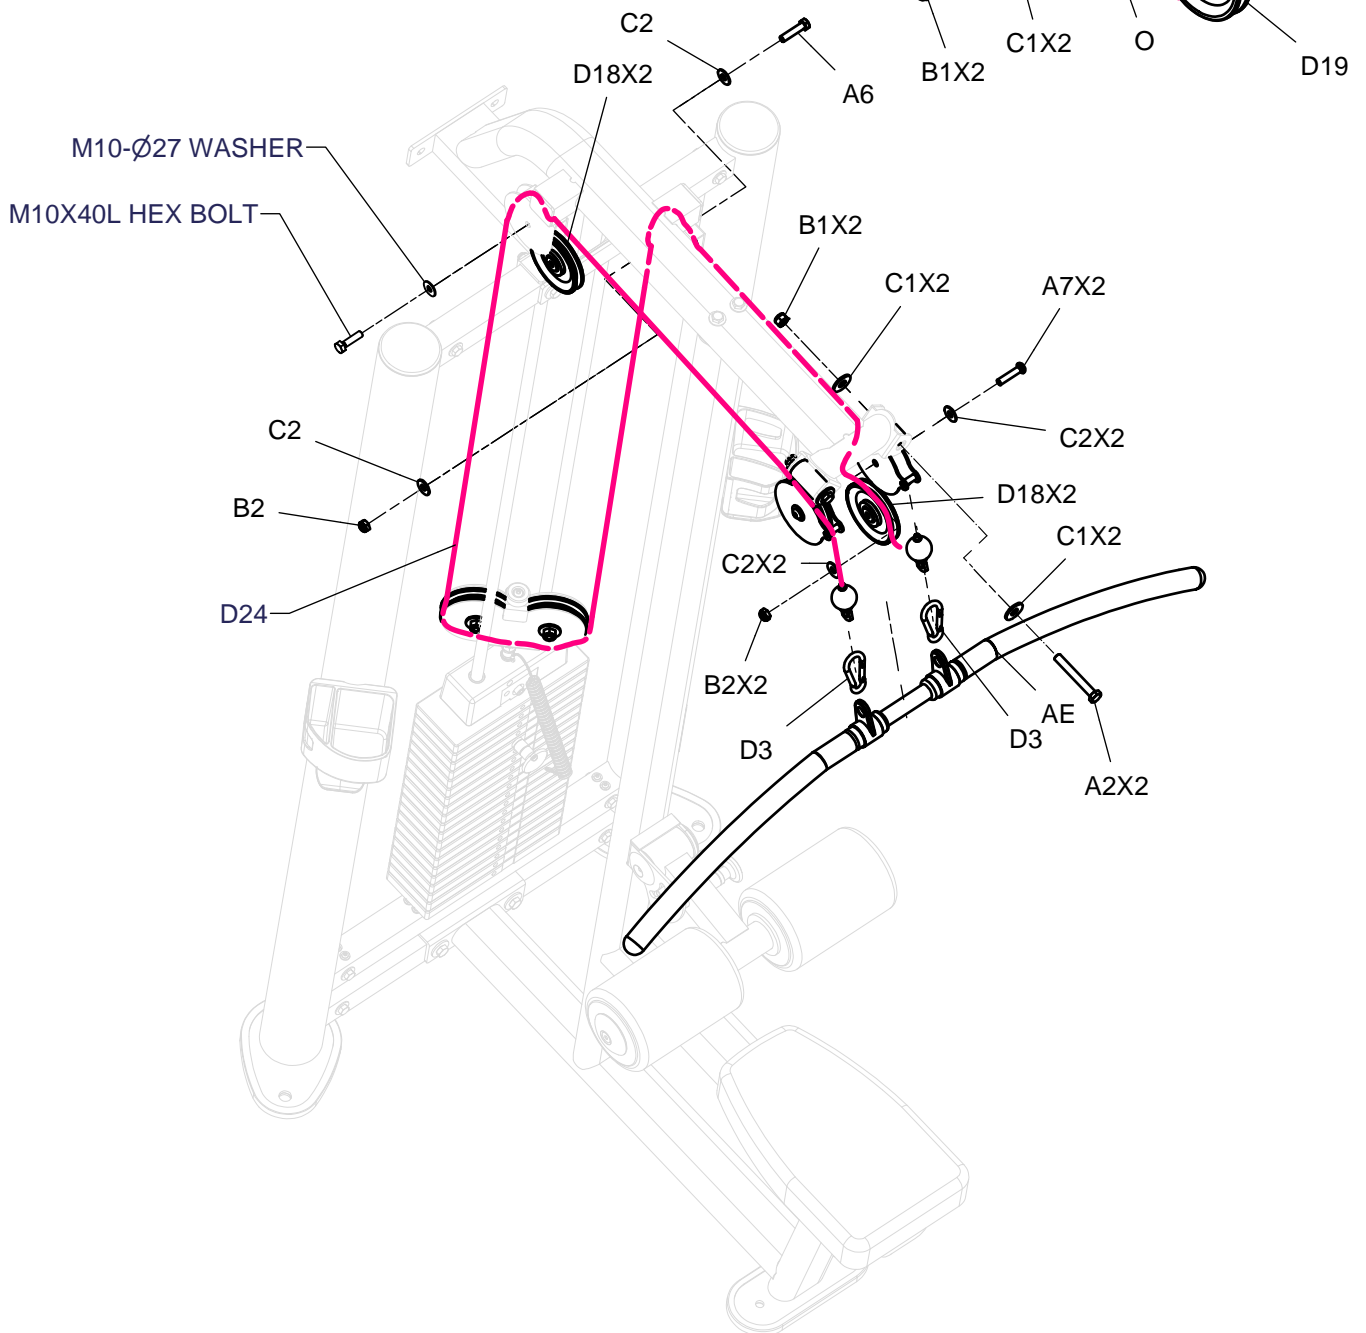 C2
C1X2
O
D19
B1X2
D18X2
A6
M10-Ø27 WASHER
M10X40L HEX BOLT
B1X2
C1X2
A7X2
C2
C2X2
B2
D18X2
C1X2
C2X2
D24
B2X2
D3
AE
D3
A2X2